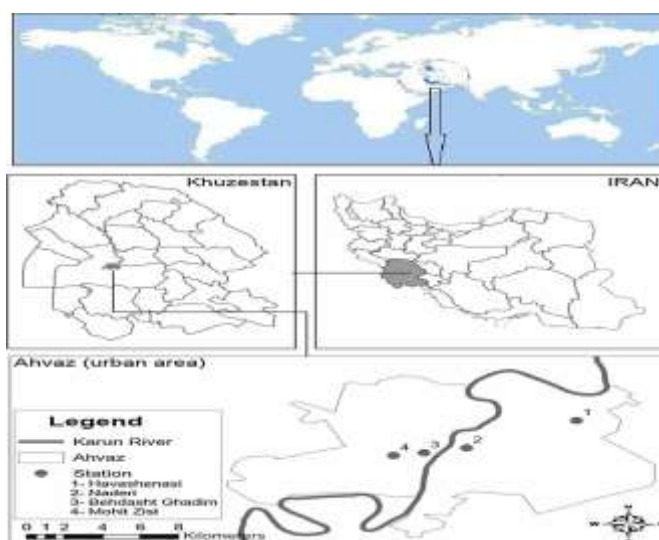 Khuzestan
IRAN
Ahvaz (urban area)
Legend
Karun River
Ahvaz
Station
1- Havashenasi
2- Naderi
3- Behdasht Ghadim
4- Mohit Zist
0 1 2 4 6 8
Kilometers
1
2
3
4
N
W
S